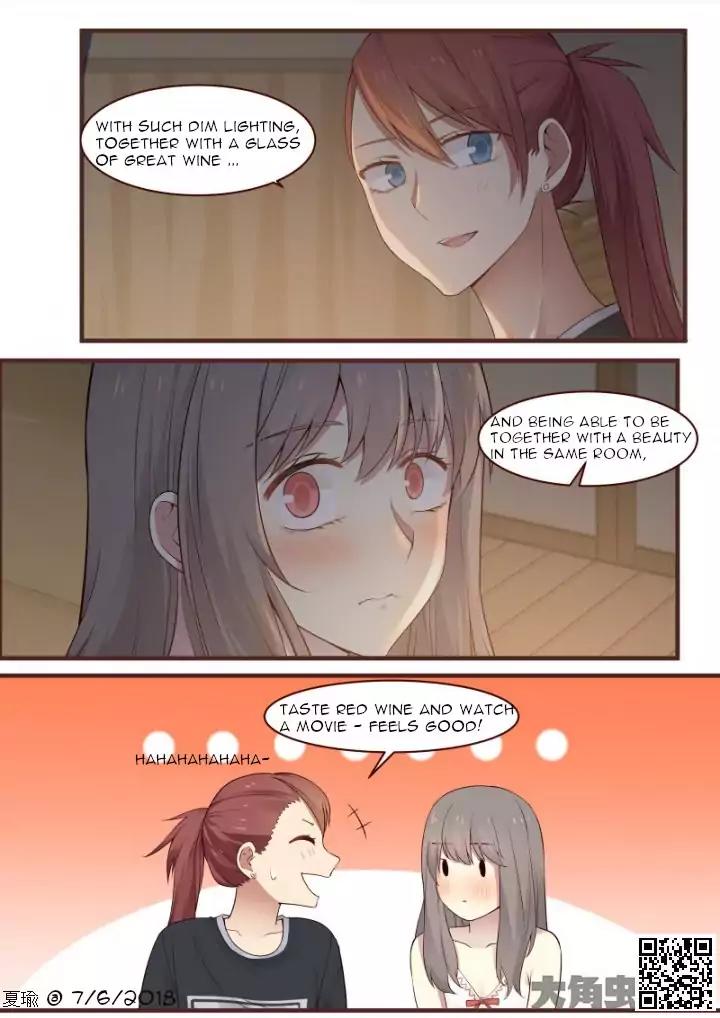 WITH SUCH DIM LIGHTING,
TOGETHER WITH A GLASS
OF GREAT WINE ...
AND BEING ABLE TO BE
TOGETHER WITH A BEAUTY
IN THE SAME ROOM,
TASTE RED WINE AND WATCH
A MOVIE - FEELS GOOD!
HAHAHAHAHAHA-
夏瑜 @ 7/6/2018
大角虫